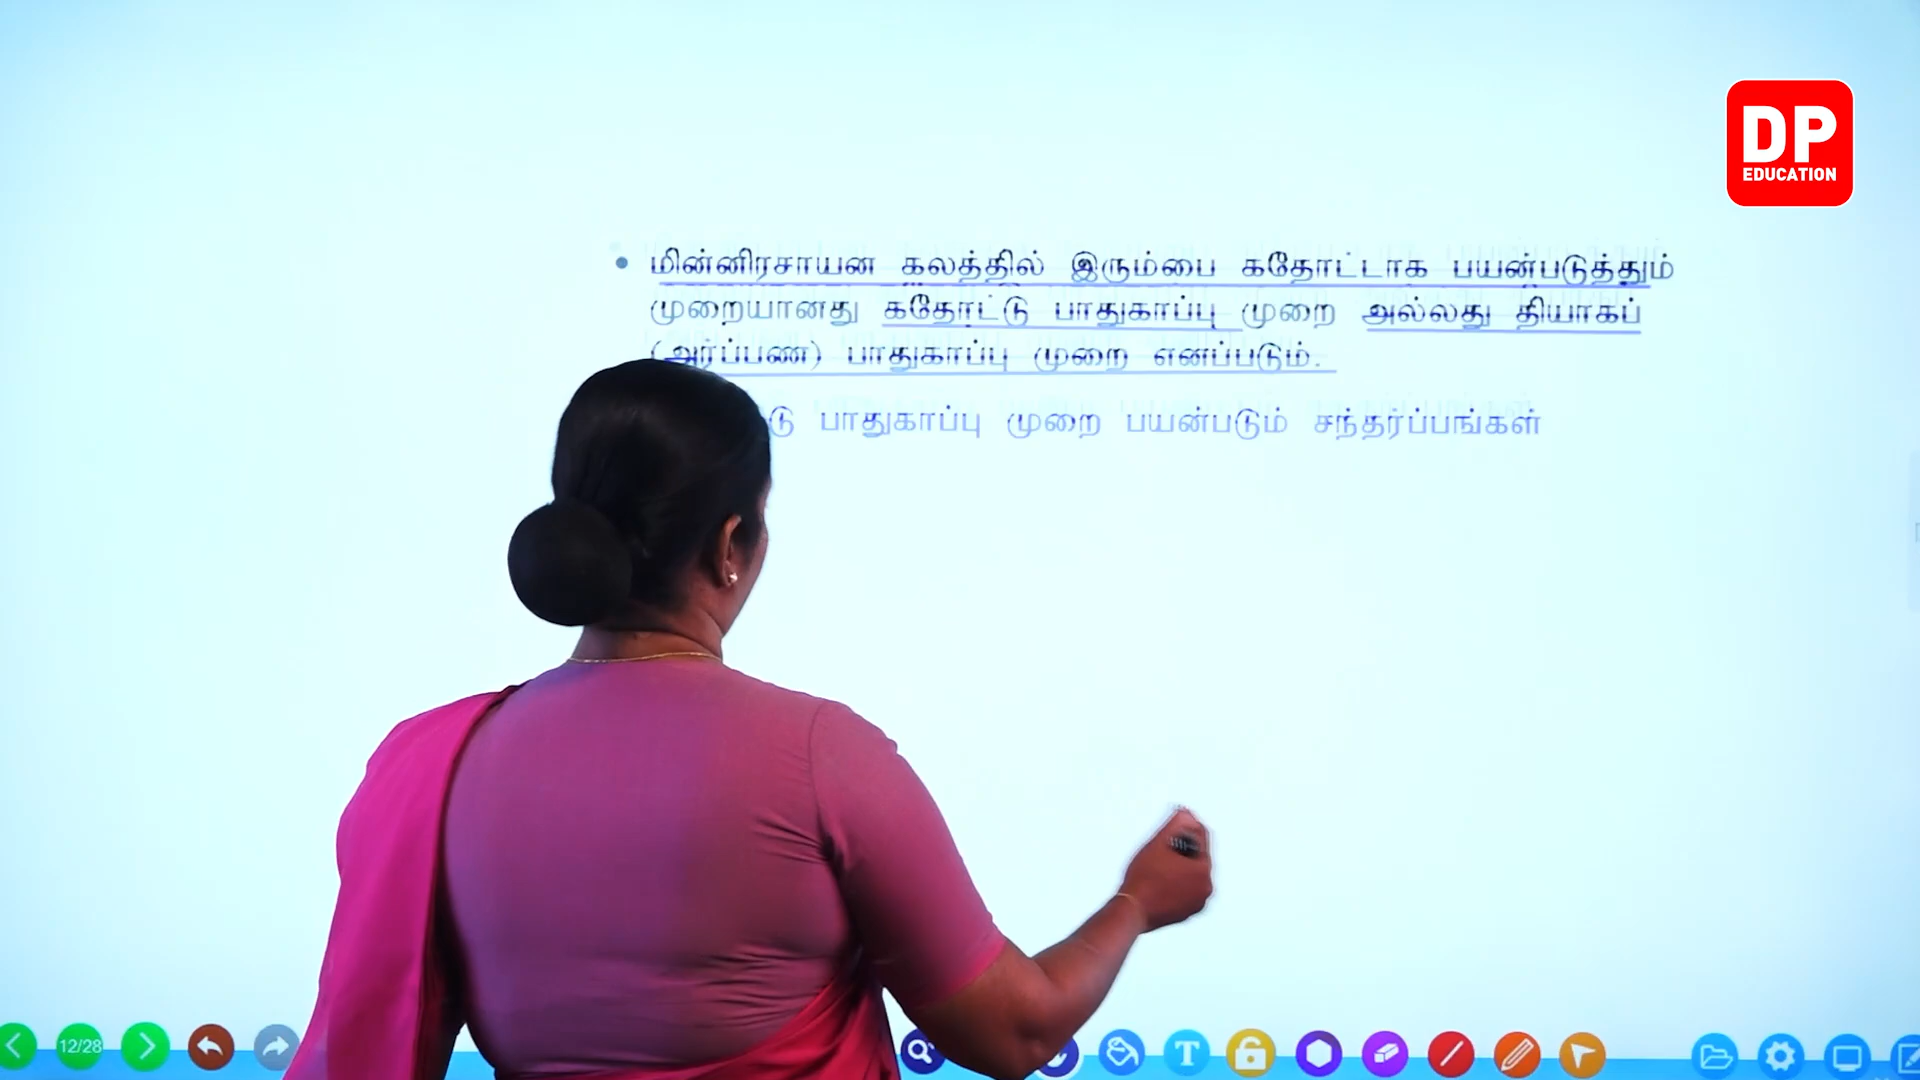 DP
EDUCATION
• மின்னிரசாயன கலத்தில் இரும்பை கதோட்டாக பயன்படுத்தும்
முறையானது கதோட்டு பாதுகாப்பு முறை அல்லது தியாகப்
(அர்ப்பண) பாதுகாப்பு முறை எனப்படும்.
பாதுகாப்பு முறை பயன்படும் சந்தர்ப்பங்கள்
12/28
T